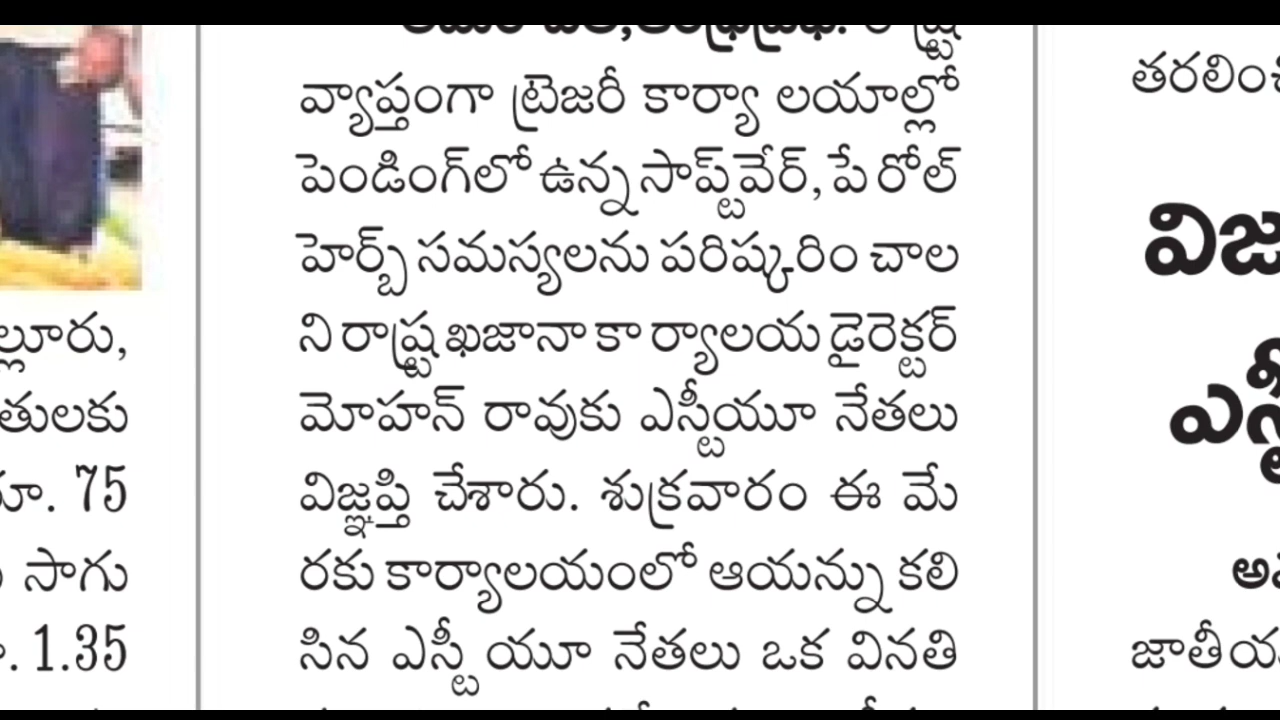 ల్లూరు,
తులకు
75
సాగు
1.35
వ్యాప్తంగా ట్రెజరీ కార్యా లయాల్లో
పెండింగ్‌లో ఉన్న సాఫ్ట్‌వేర్, పే రోల్
హెర్బ్ సమస్యలను పరిష్కరిం చాల
ని రాష్ట్ర ఖజానా కా ర్యాలయ డైరెక్టర్
మోహన్ రావుకు ఎస్టీయూ నేతలు
విజ్ఞప్తి చేశారు. శుక్రవారం ఈ మే
రకు కార్యాలయంలో ఆయన్ను కలి
సిన ఎస్టీ యూ నేతలు ఒక వినతి
తరలించ
విజ
ఎస్టీ
జాతీయ